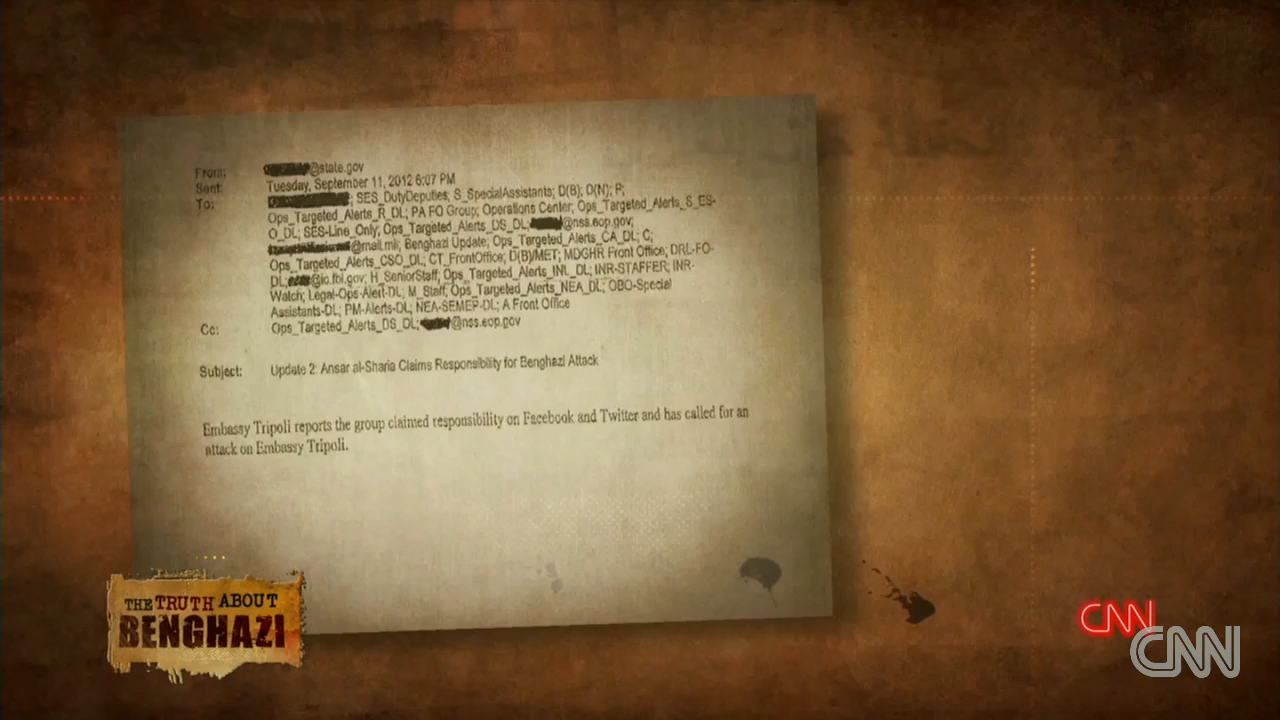 From: @state.gov
Sent: Tuesday, September 11, 2012 6:07 PM
To: ; SES_DutyDeputies; S_SpecialAssistants; D(B); D(N); P;
Ops_Targeted_Alerts_R_DL; PA FO Group; Operations Center; Ops_Targeted_Alerts_S_ES-
O_DL; SES-Line_Only; Ops_Targeted_Alerts_DS_DL; @nss.eop.gov;
@mail.mil; Benghazi Update; Ops_Targeted_Alerts_CA_DL; C;
Ops_Targeted_Alerts_CSO_DL; CT_FrontOffice; D(B)/MET; MDGHR Front Office; DRL-FO-
DL; @ic.fbi.gov; H_SeniorStaff; Ops_Targeted_Alerts_INL_DL; INR-STAFFER; INR-
Watch; Legal-Ops-Alert-DL; M_Staff; Ops_Targeted_Alerts_NEA_DL; OBO-Special
Assistants-DL; PM-Alerts-DL; NEA-SEMEP-DL; A Front Office
Cc: Ops_Targeted_Alerts_DS_DL; @nss.eop.gov
Subject: Update 2: Ansar al-Sharia Claims Responsibility for Benghazi Attack
Embassy Tripoli reports the group claimed responsibility on Facebook and Twitter and has called for an
attack on Embassy Tripoli.
THE TRUTH ABOUT
BENGHAZI
CNN
CNN